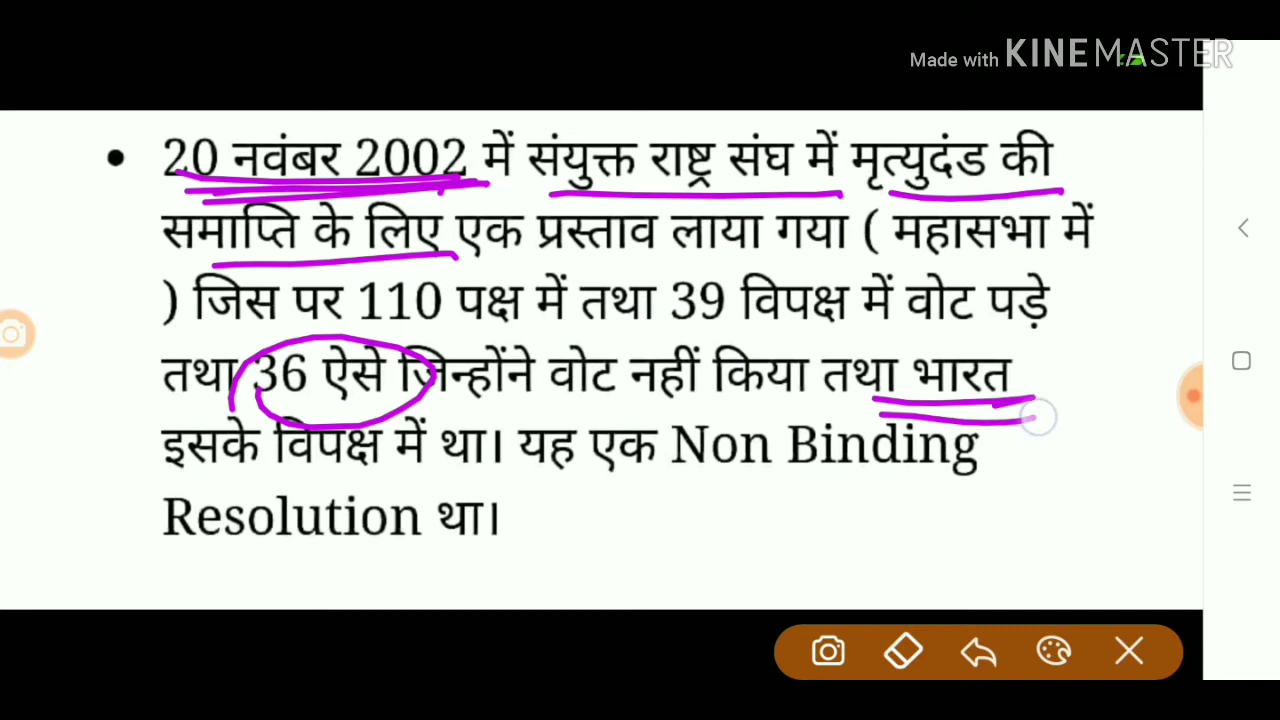 Made with KINEMASTER
• 20 नवंबर 2002 में संयुक्त राष्ट्र संघ में मृत्युदंड की
समाप्ति के लिए एक प्रस्ताव लाया गया ( महासभा में
) जिस पर 110 पक्ष में तथा 39 विपक्ष में वोट पड़े
तथा 36 ऐसे जिन्होंने वोट नहीं किया तथा भारत
इसके विपक्ष में था। यह एक Non Binding
Resolution था।